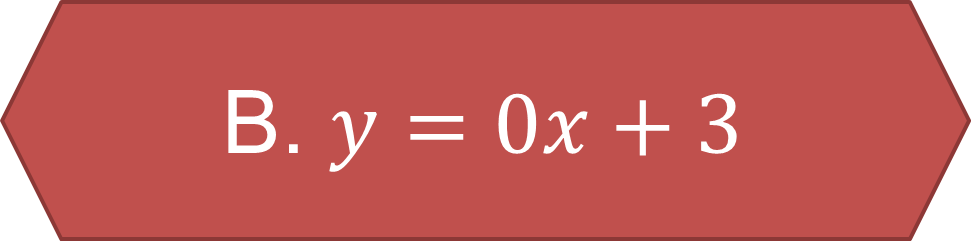 B. y = 0x + 3